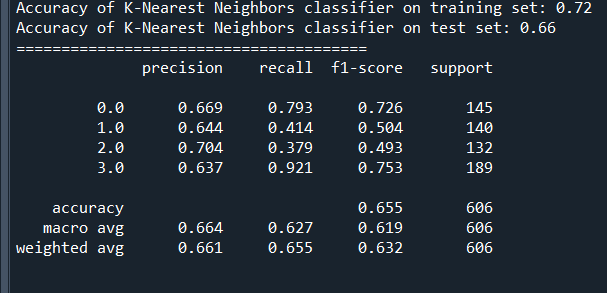 Accuracy of K-Nearest Neighbors classifier on training set: 0.72
Accuracy of K-Nearest Neighbors classifier on test set: 0.66
=======================================
precision recall f1-score support
0.0 0.669 0.793 0.726 145
1.0 0.644 0.414 0.504 140
2.0 0.704 0.379 0.493 132
3.0 0.637 0.921 0.753 189
accuracy 0.655 606
macro avg 0.664 0.627 0.619 606
weighted avg 0.661 0.655 0.632 606